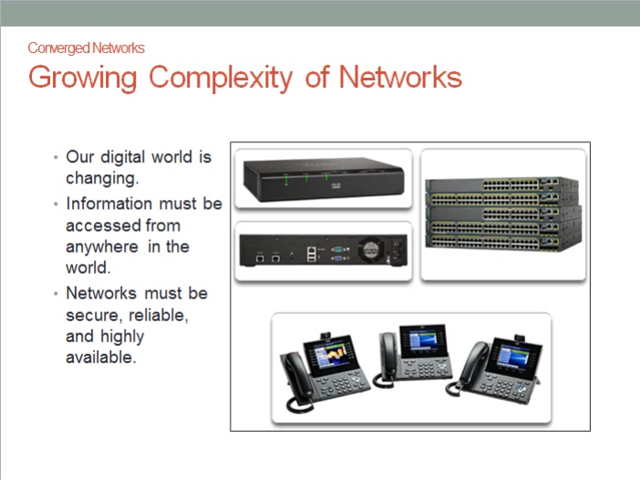 Converged Networks
Growing Complexity of Networks
• Our digital world is
changing.
• Information must be
accessed from
anywhere in the
world.
• Networks must be
secure, reliable,
and highly
available.